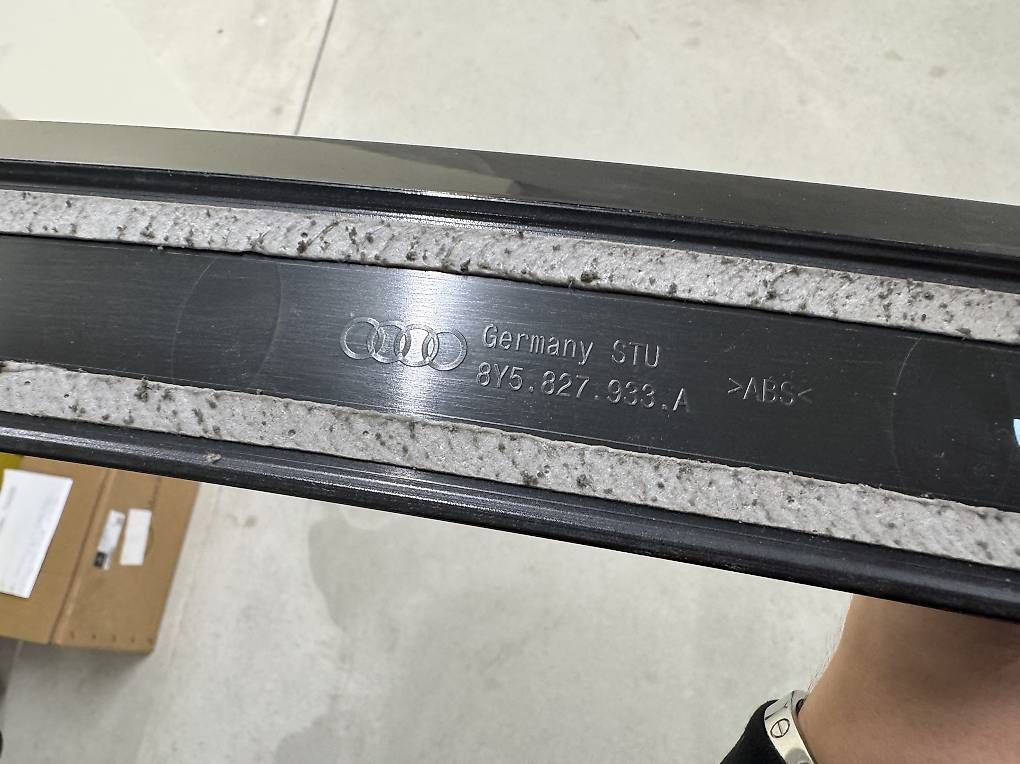 Germany STU
8Y5.827.933.A
>ABS<